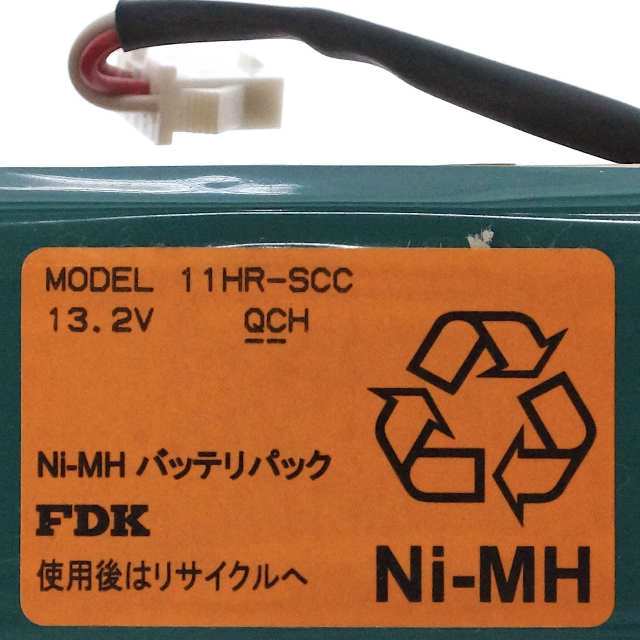 MODEL 11HR-SCC
13.2V QCH
Ni-MH バッテリパック
FDK
使用後はリサイクルへ
Ni-MH